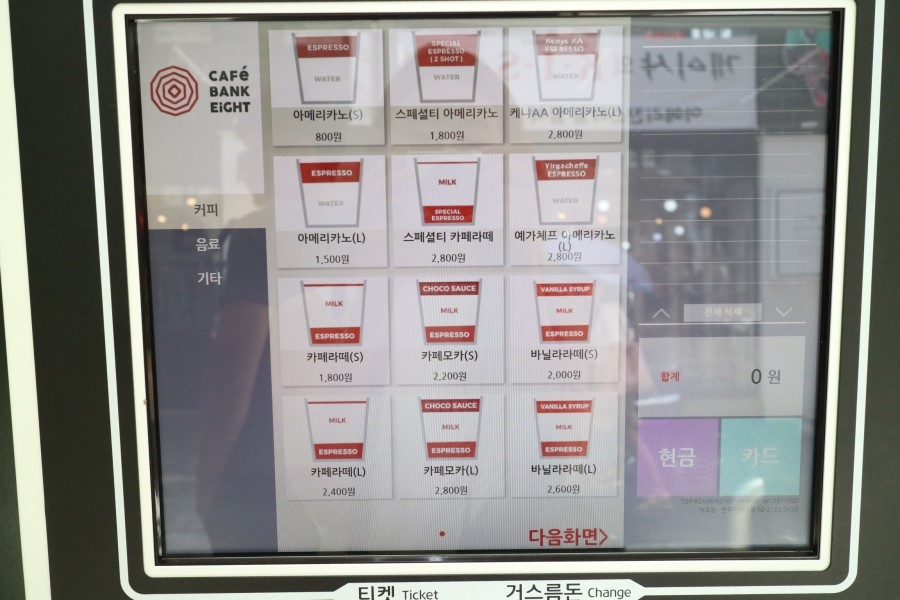 CAFé
BANK
EIGHT
커피
음료
기타
ESPRESSO
WATER
아메리카노(S)
800원
SPECIAL
ESPRESSO
(2 SHOT)
WATER
스페셜티 아메리카노
1,800원
Kenya AA
ESPRESSO
WATER
케냐AA 아메리카노(L)
2,800원
ESPRESSO
WATER
아메리카노(L)
1,500원
MILK
SPECIAL
ESPRESSO
스페셜티 카페라떼
2,800원
Yirgacheffe
ESPRESSO
WATER
예가체프 아메리카노
(L)
2,800원
MILK
ESPRESSO
카페라떼(S)
1,800원
CHOCO SAUCE
MILK
ESPRESSO
카페모카(S)
2,200원
VANILLA SYRUP
MILK
ESPRESSO
바닐라라떼(S)
2,000원
MILK
ESPRESSO
카페라떼(L)
2,400원
CHOCO SAUCE
MILK
ESPRESSO
카페모카(L)
2,800원
VANILLA SYRUP
MILK
ESPRESSO
바닐라라떼(L)
2,600원
다음화면>
전체 삭제
합계 0 원
현금
카드
티켓 Ticket
거스름돈 Change